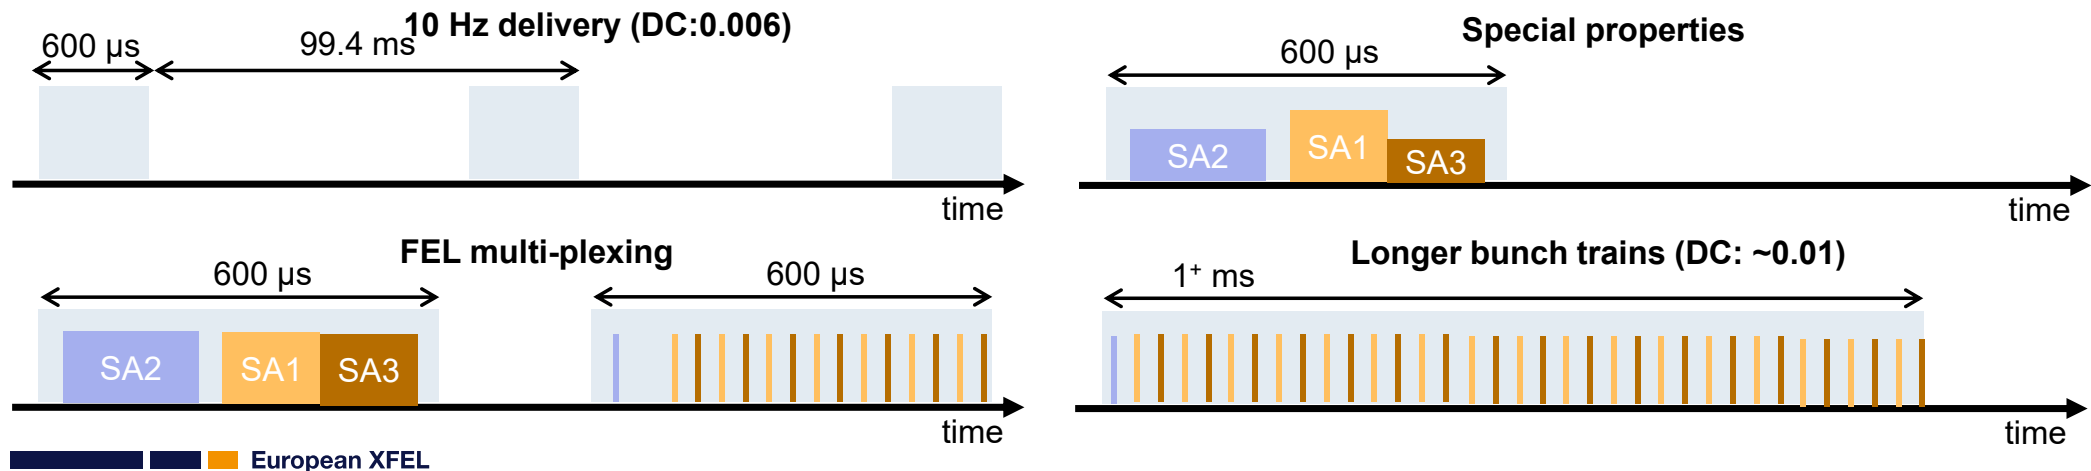 10 Hz delivery (DC:0.006)
600 µs
99.4 ms
time
Special properties
600 µs
SA2
SA1
SA3
time
FEL multi-plexing
600 µs
600 µs
SA2
SA1
SA3
time
Longer bunch trains (DC: ~0.01)
1⁺ ms
time
European XFEL